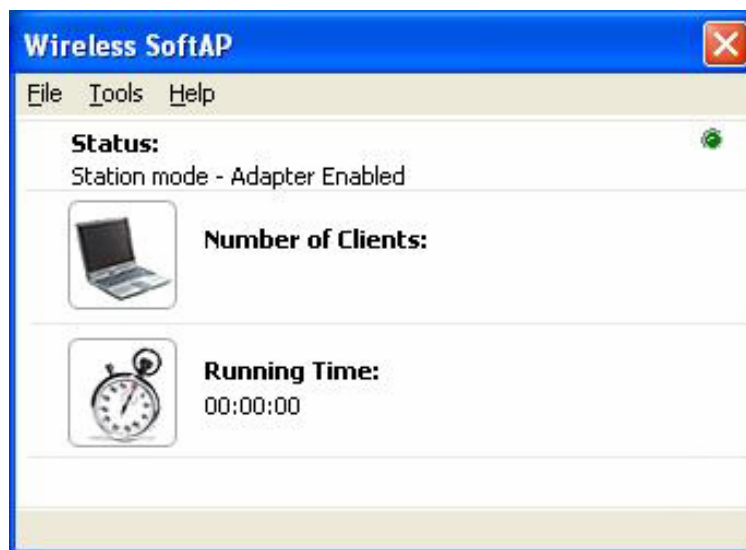 Wireless SoftAP
File Tools Help
Status:
Station mode - Adapter Enabled
Number of Clients:
Running Time:
00:00:00